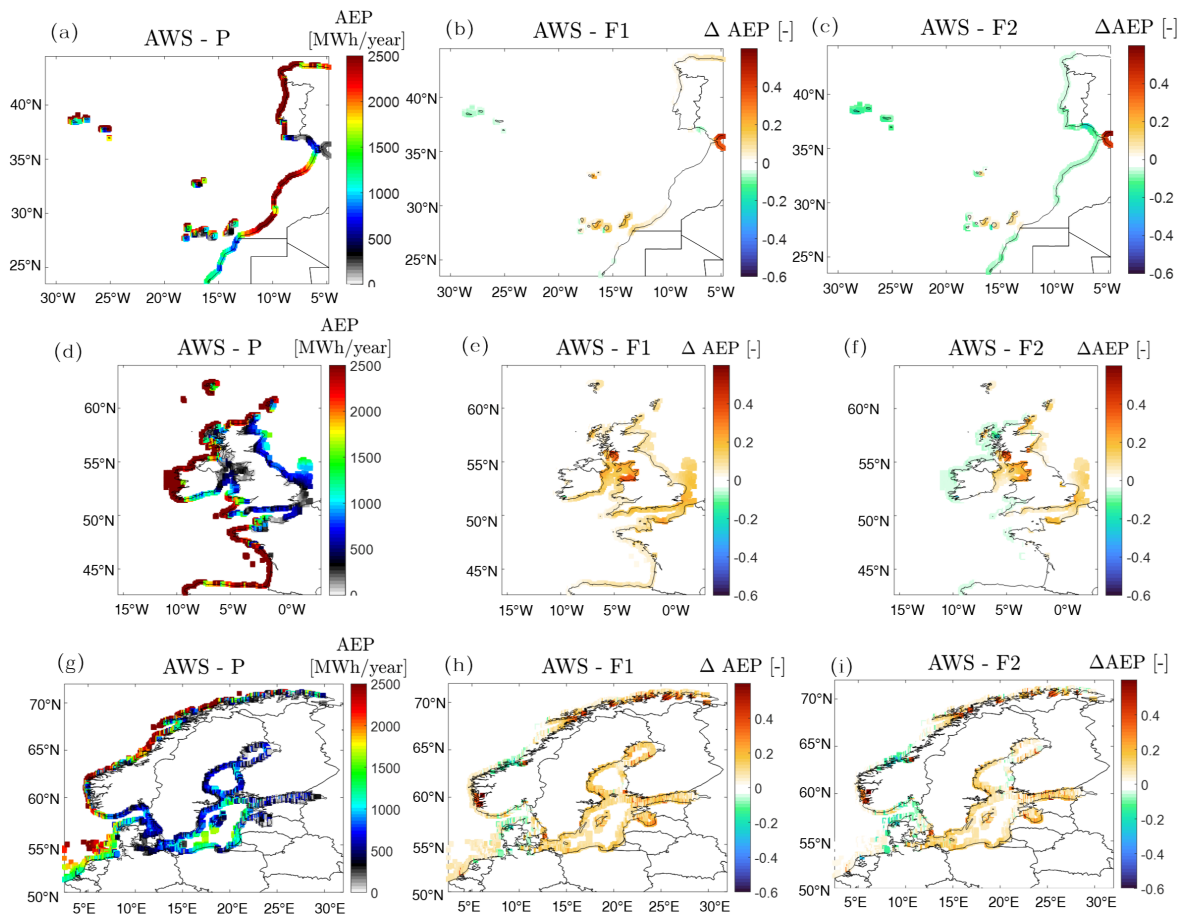 (a) AWS - P AEP [MWh/year]
2500
2000
1500
1000
500
0
40°N
35°N
30°N
25°N
30°W 25°W 20°W 15°W 10°W 5°W
(b) AWS - F1 Δ AEP [-]
0.4
0.2
0
-0.2
-0.4
-0.6
40°N
35°N
30°N
25°N
30°W 25°W 20°W 15°W 10°W 5°W
(c) AWS - F2 ΔAEP [-]
0.4
0.2
0
-0.2
-0.4
-0.6
40°N
35°N
30°N
25°N
30°W 25°W 20°W 15°W 10°W 5°W
(d) AWS - P AEP [MWh/year]
2500
2000
1500
1000
500
0
60°N
55°N
50°N
45°N
15°W 10°W 5°W 0°W
(e) AWS - F1 Δ AEP [-]
0.4
0.2
0
-0.2
-0.4
-0.6
60°N
55°N
50°N
45°N
15°W 10°W 5°W 0°W
(f) AWS - F2 ΔAEP [-]
0.4
0.2
0
-0.2
-0.4
-0.6
60°N
55°N
50°N
45°N
15°W 10°W 5°W 0°W
(g) AWS - P AEP [MWh/year]
2500
2000
1500
1000
500
0
70°N
65°N
60°N
55°N
50°N
5°E 10°E 15°E 20°E 25°E 30°E
(h) AWS - F1 Δ AEP [-]
0.4
0.2
0
-0.2
-0.4
-0.6
70°N
65°N
60°N
55°N
50°N
5°E 10°E 15°E 20°E 25°E 30°E
(i) AWS - F2 ΔAEP [-]
0.4
0.2
0
-0.2
-0.4
-0.6
70°N
65°N
60°N
55°N
50°N
5°E 10°E 15°E 20°E 25°E 30°E